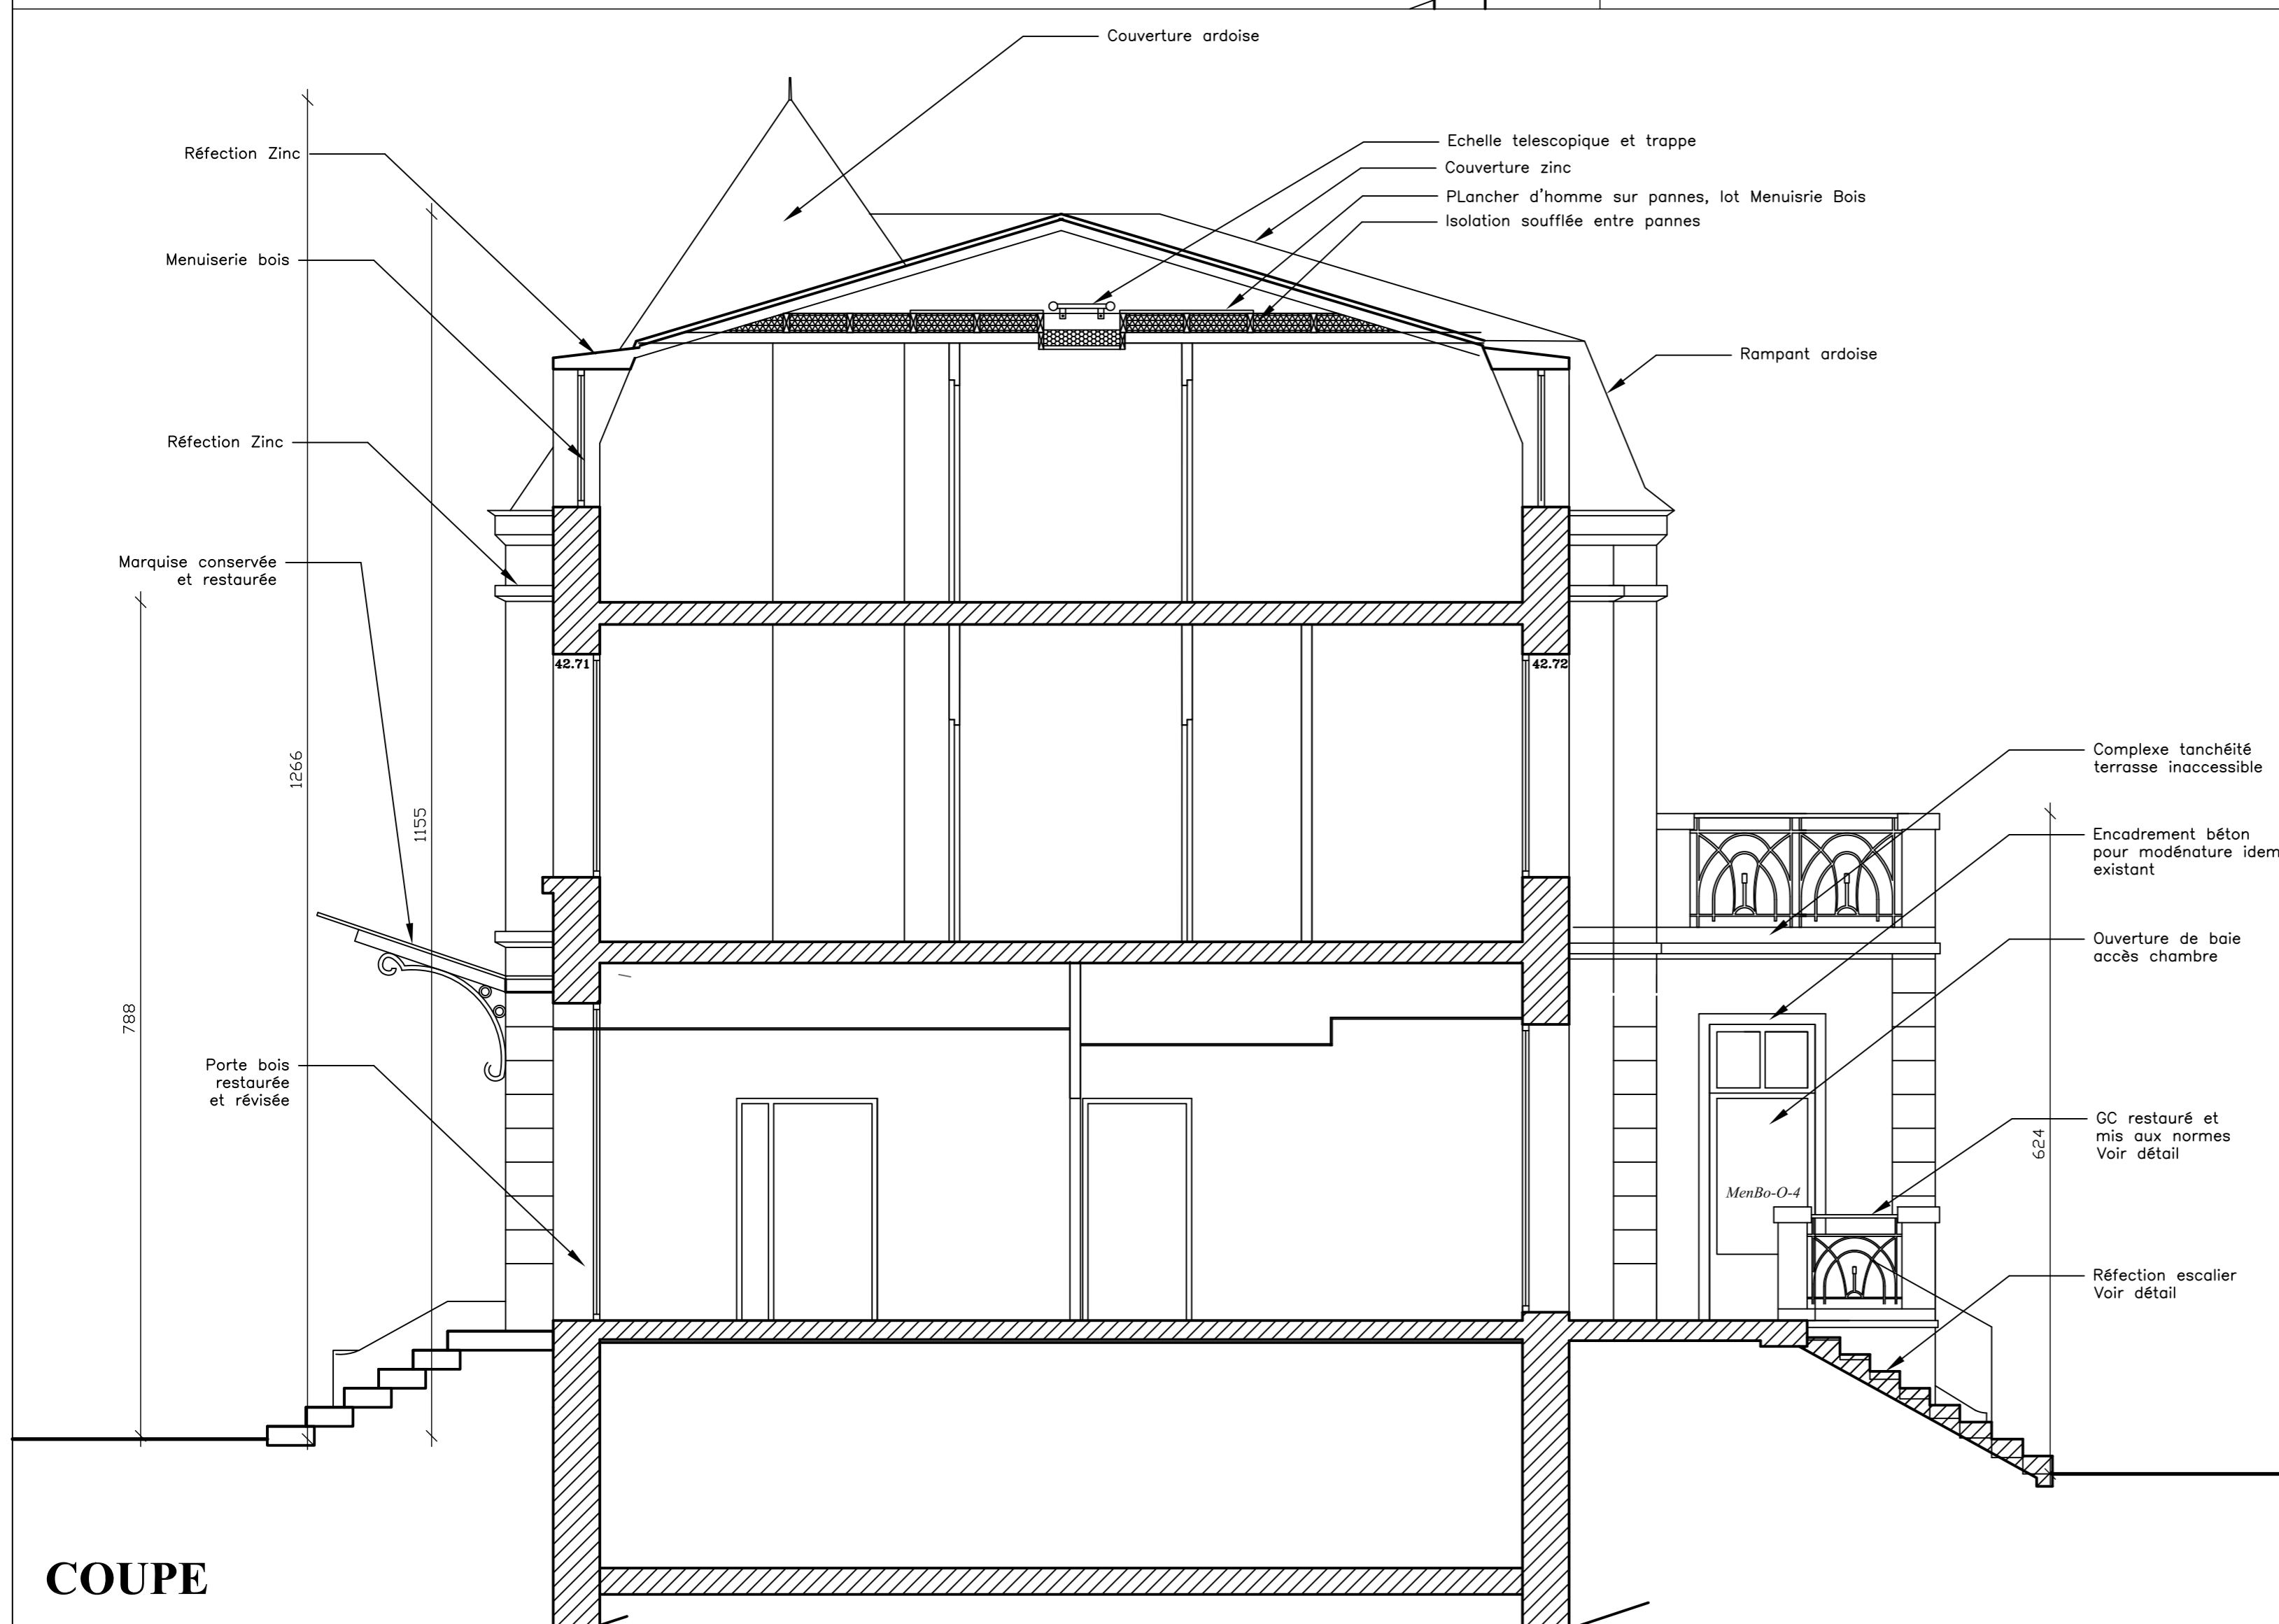 Couverture ardoise
Echelle telescopique et trappe
Réfection Zinc
Couverture zinc
PLancher d'homme sur pannes, lot Menuisrie Bois
Isolation soufflée entre pannes
Menuiserie bois
Rampant ardoise
Réfection Zinc
Marquise conservée
et restaurée
42.71
42.72
1266
1155
788
Complexe tanchéité
terrasse inaccessible
Encadrement béton
pour modénature idem
existant
Ouverture de baie
accès chambre
Porte bois
restaurée
et révisée
GC restauré et
mis aux normes
Voir détail
624
MenBo-O-4
Réfection escalier
Voir détail
COUPE